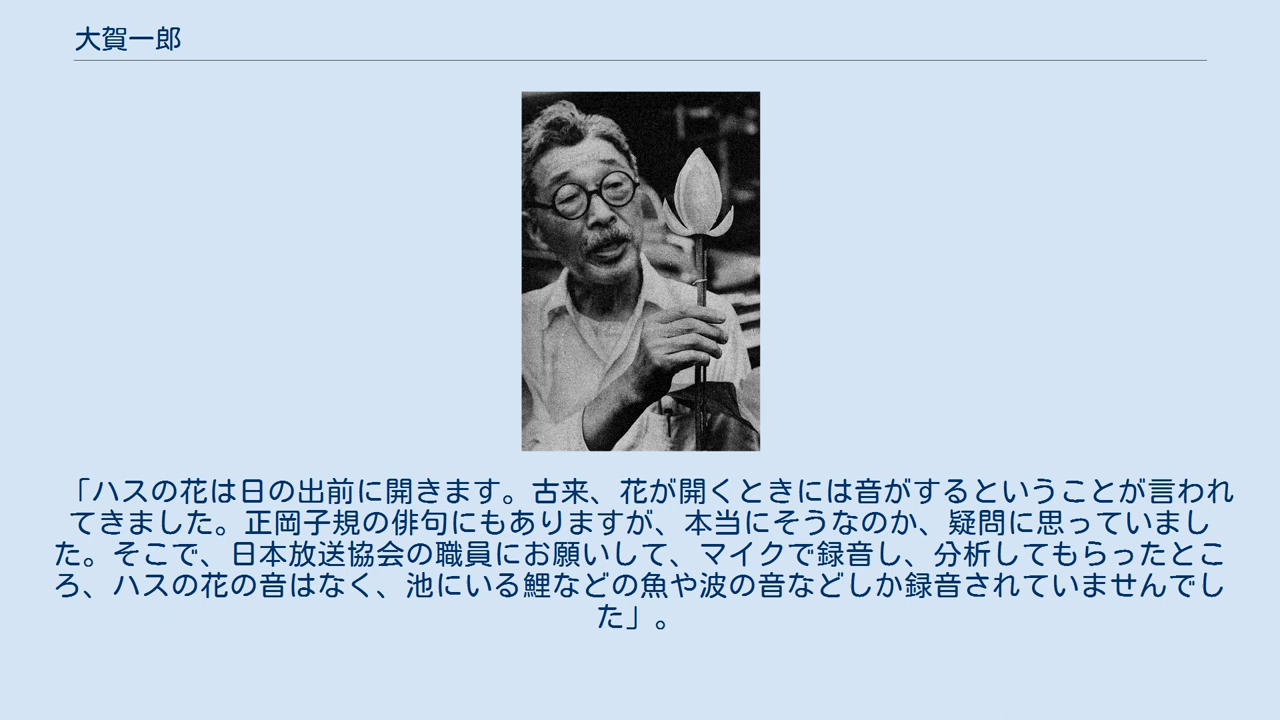 大賀一郎
「ハスの花は日の出前に開きます。古来、花が開くときには音がするということが言われ
てきました。正岡子規の俳句にもありますが、本当にそうなのか、疑問に思っていまし
た。そこで、日本放送協会の職員にお願いして、マイクで録音し、分析してもらったとこ
ろ、ハスの花の音はなく、池にいる鯉などの魚や波の音などしか録音されていませんでし
た」。